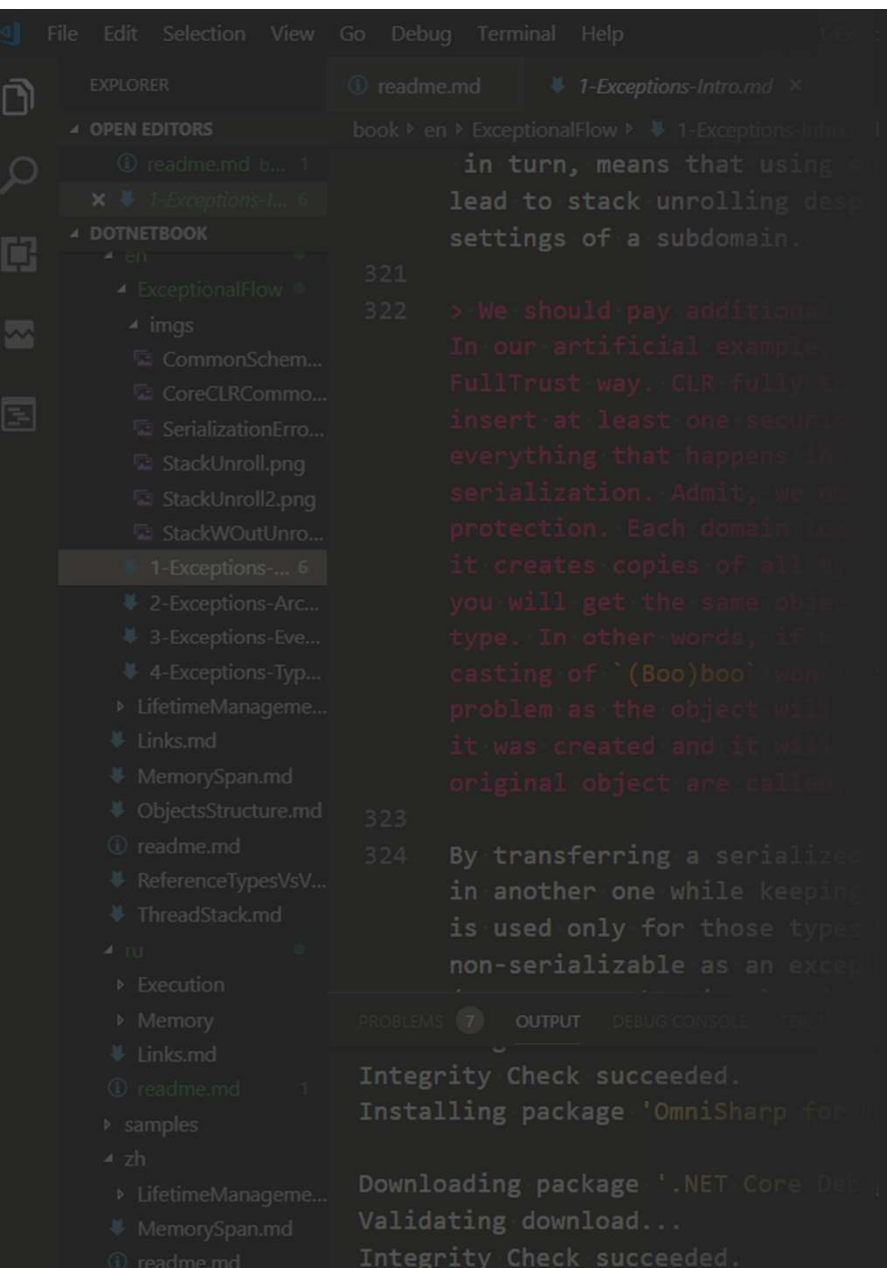 File Edit Selection View Go Debug Terminal Help
EXPLORER
OPEN EDITORS
readme.md b... 1
1-Exceptions-I... 6
DOTNETBOOK
en
ExceptionalFlow
imgs
CommonSchem...
CoreCLRCommo...
SerializationErro...
StackUnroll.png
StackUnroll2.png
StackWOutUnro...
1-Exceptions-... 6
2-Exceptions-Arc...
3-Exceptions-Eve...
4-Exceptions-Typ...
LifetimeManageme...
Links.md
MemorySpan.md
ObjectsStructure.md
readme.md
ReferenceTypesVsV...
ThreadStack.md
ru
Execution
Memory
Links.md
readme.md 1
samples
zh
LifetimeManageme...
MemorySpan.md
readme.md
readme.md 1-Exceptions-Intro.md
book en ExceptionalFlow 1-Exceptions-Intro
in turn, means that using
lead to stack unrolling
settings of a subdomain.
321
322 > We should pay additional
In our artificial example
FullTrust way. CLR fully
insert at least one
everything that happens
serialization. Admit, we
protection. Each domain
it creates copies of all
you will get the same
type. In other words, if
casting of `(Boo)boo`
problem as the object will
it was created and it will
original object are called
323
324 By transferring a serialized
in another one while keeping
is used only for those types
non-serializable as an
PROBLEMS 7 OUTPUT DEBUG CONSOLE
Integrity Check succeeded.
Installing package 'OmniSharp for
Downloading package '.NET Core
Validating download...
Integrity Check succeeded.